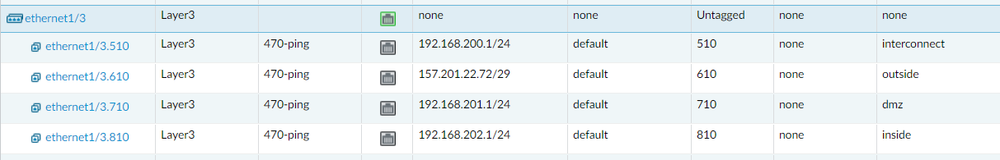 ethernet1/3 Layer3 none none Untagged none none
ethernet1/3.510 Layer3 470-ping 192.168.200.1/24 default 510 none interconnect
ethernet1/3.610 Layer3 470-ping 157.201.22.72/29 default 610 none outside
ethernet1/3.710 Layer3 470-ping 192.168.201.1/24 default 710 none dmz
ethernet1/3.810 Layer3 470-ping 192.168.202.1/24 default 810 none inside